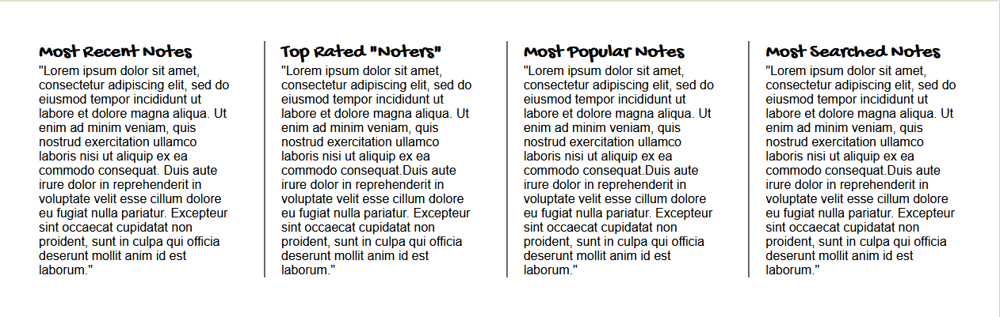 Most Recent Notes
"Lorem ipsum dolor sit amet,
consectetur adipiscing elit, sed do
eiusmod tempor incididunt ut
labore et dolore magna aliqua. Ut
enim ad minim veniam, quis
nostrud exercitation ullamco
laboris nisi ut aliquip ex ea
commodo consequat. Duis aute
irure dolor in reprehenderit in
voluptate velit esse cillum dolore
eu fugiat nulla pariatur. Excepteur
sint occaecat cupidatat non
proident, sunt in culpa qui officia
deserunt mollit anim id est
laborum."
Top Rated "Noters"
"Lorem ipsum dolor sit amet,
consectetur adipiscing elit, sed do
eiusmod tempor incididunt ut
labore et dolore magna aliqua. Ut
enim ad minim veniam, quis
nostrud exercitation ullamco
laboris nisi ut aliquip ex ea
commodo consequat.Duis aute
irure dolor in reprehenderit in
voluptate velit esse cillum dolore
eu fugiat nulla pariatur. Excepteur
sint occaecat cupidatat non
proident, sunt in culpa qui officia
deserunt mollit anim id est
laborum."
Most Popular Notes
"Lorem ipsum dolor sit amet,
consectetur adipiscing elit, sed do
eiusmod tempor incididunt ut
labore et dolore magna aliqua. Ut
enim ad minim veniam, quis
nostrud exercitation ullamco
laboris nisi ut aliquip ex ea
commodo consequat.Duis aute
irure dolor in reprehenderit in
voluptate velit esse cillum dolore
eu fugiat nulla pariatur. Excepteur
sint occaecat cupidatat non
proident, sunt in culpa qui officia
deserunt mollit anim id est
laborum."
Most Searched Notes
"Lorem ipsum dolor sit amet,
consectetur adipiscing elit, sed do
eiusmod tempor incididunt ut
labore et dolore magna aliqua. Ut
enim ad minim veniam, quis
nostrud exercitation ullamco
laboris nisi ut aliquip ex ea
commodo consequat.Duis aute
irure dolor in reprehenderit in
voluptate velit esse cillum dolore
eu fugiat nulla pariatur. Excepteur
sint occaecat cupidatat non
proident, sunt in culpa qui officia
deserunt mollit anim id est
laborum."